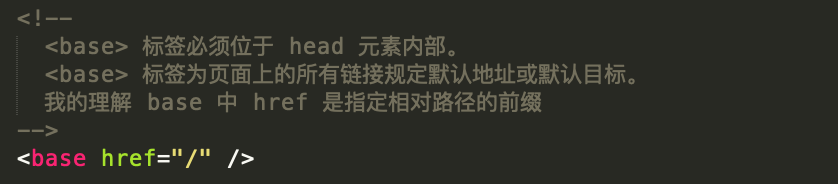 <!--
<base> 标签必须位于 head 元素内部。
<base> 标签为页面上的所有链接规定默认地址或默认目标。
我的理解 base 中 href 是指定相对路径的前缀
-->
<base href="/" />